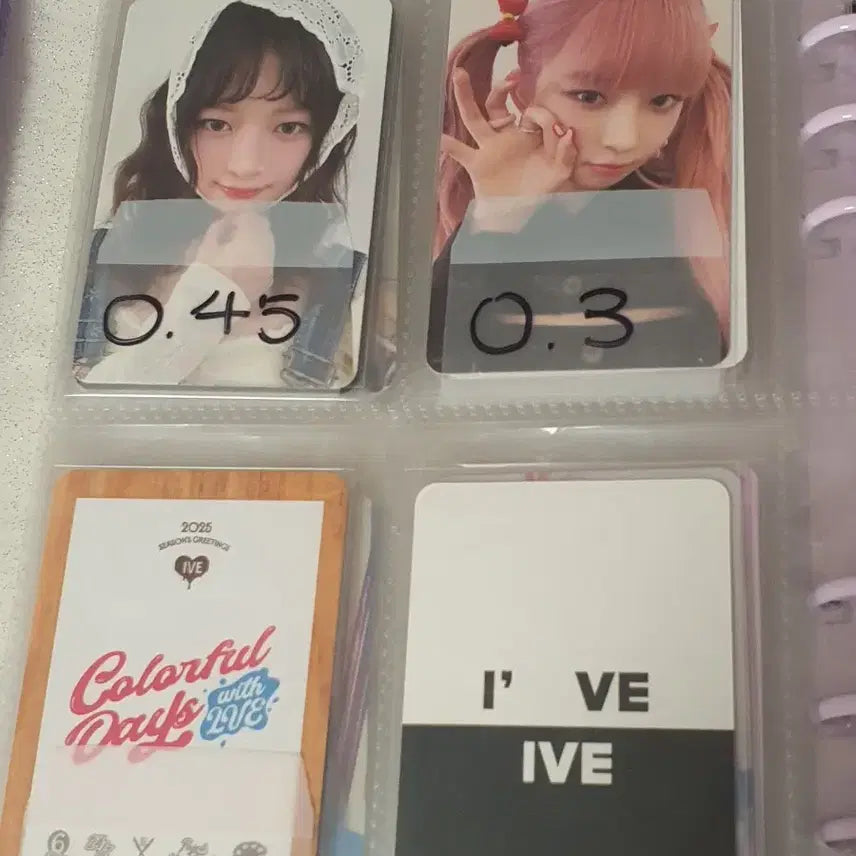 0.45
0.3
2025
SEASON'S GREETINGS
IVE
Colorful
Days
with
IVE
I' VE
IVE